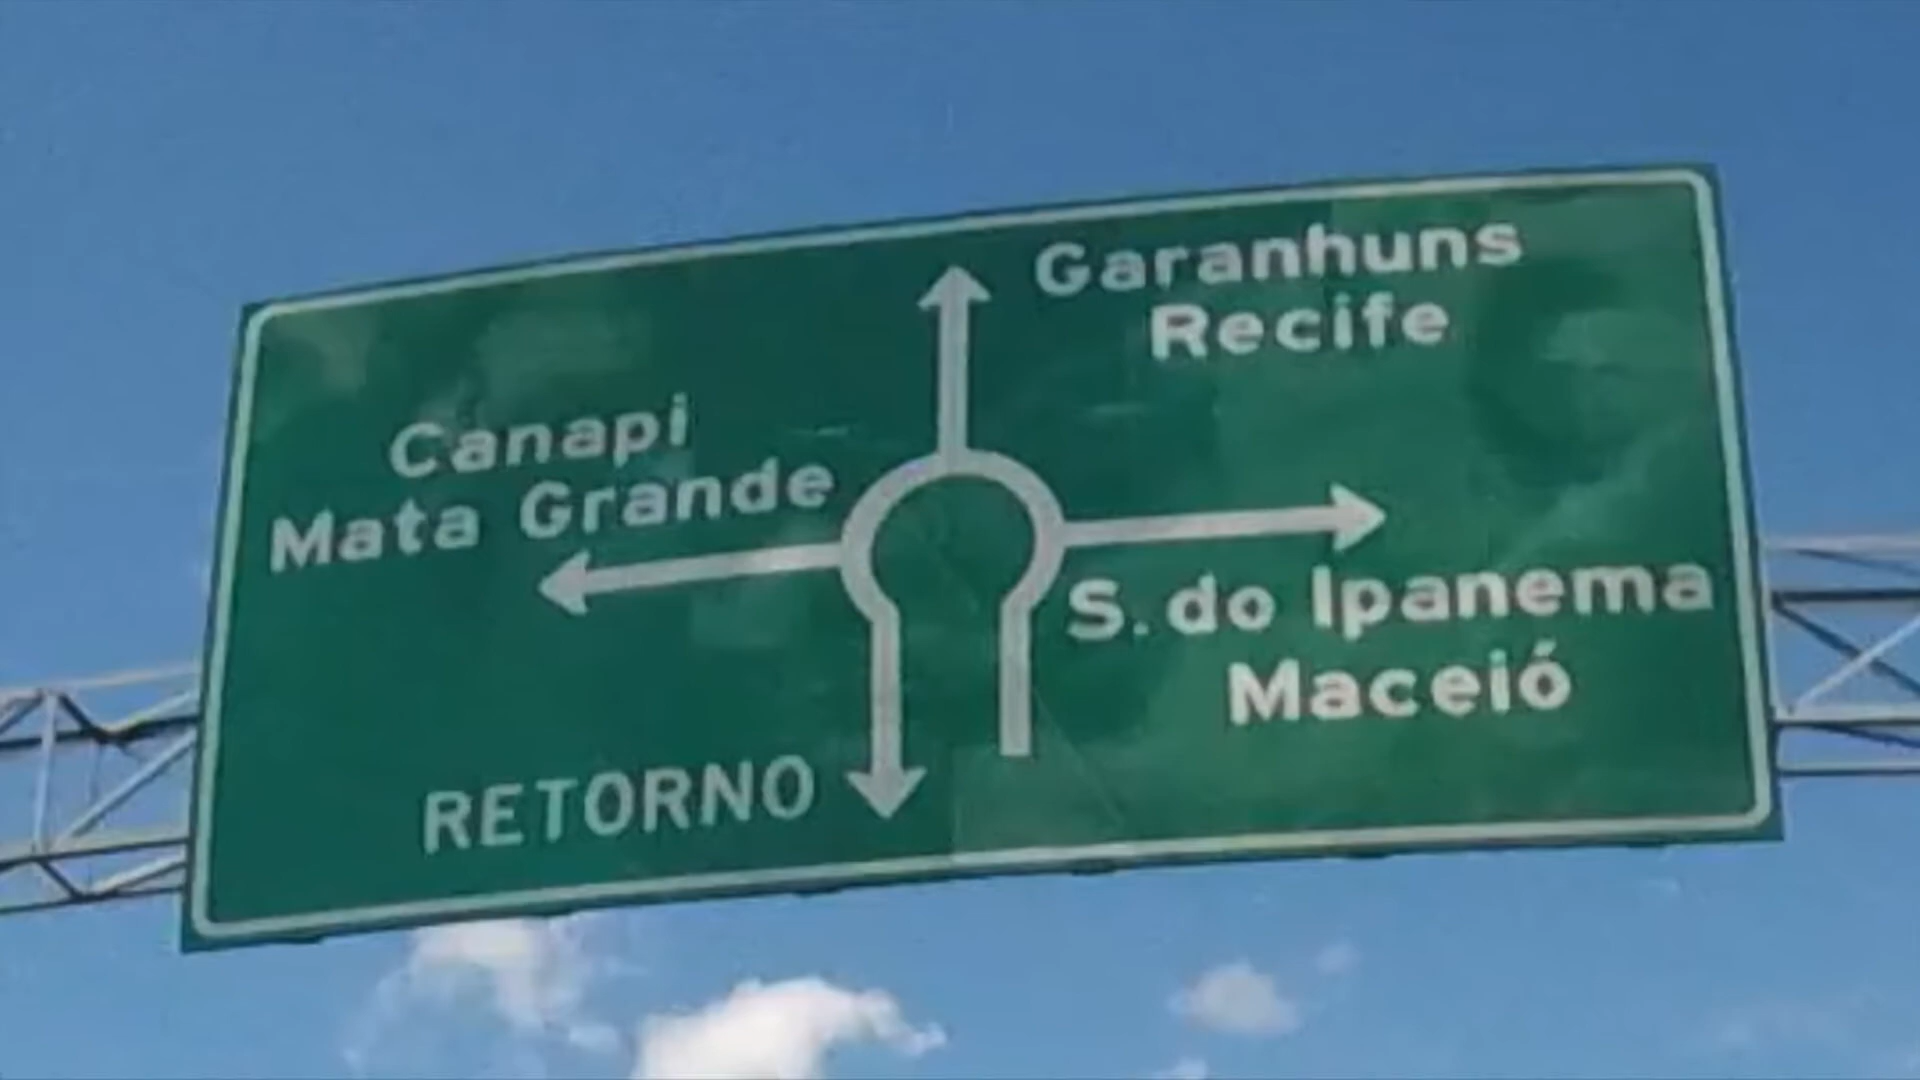 Garanhuns
Recife
Canapi
Mata Grande
S. do Ipanema
Maceió
RETORNO